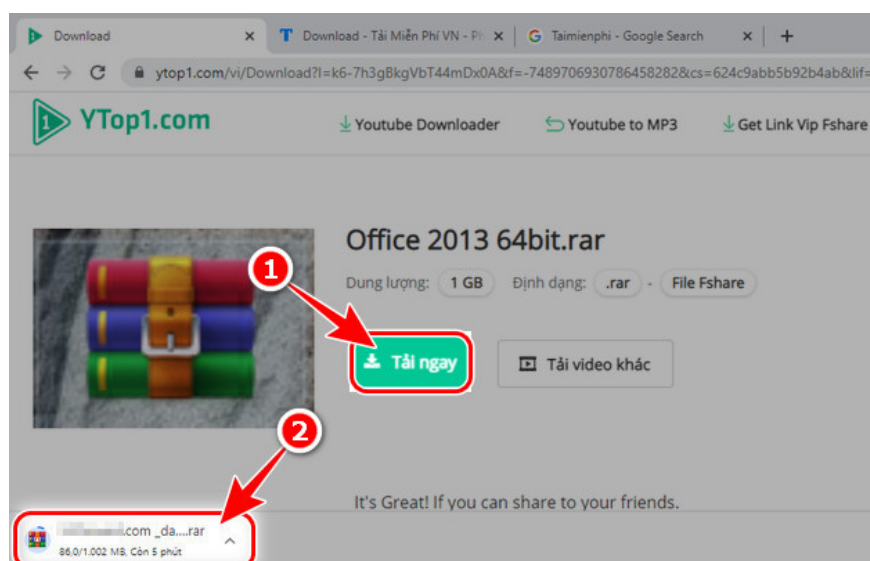 Download
Download - Tải Miễn Phí VN - Ph
Taimienphi - Google Search
ytop1.com/vi/Download?l=k6-7h3gBkgVbT44mDx0A&f=-7489706930786458282&cs=624c9abb5b92b4ab&lif=
YTop1.com
Youtube Downloader
Youtube to MP3
Get Link Vip Fshare
Office 2013 64bit.rar
1
Dung lượng: 1 GB Định dạng: .rar - File Fshare
Tải ngay
Tải video khác
2
It's Great! If you can share to your friends.
.com _da....rar
86,0/1.002 MB, Còn 5 phút